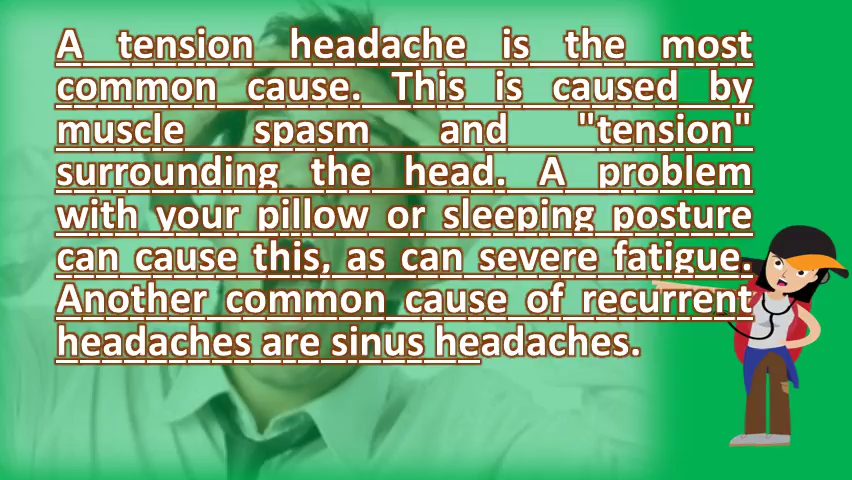 A tension headache is the most
common cause. This is caused by
muscle spasm and "tension"
surrounding the head. A problem
with your pillow or sleeping posture
can cause this, as can severe fatigue.
Another common cause of recurrent
headaches are sinus headaches.